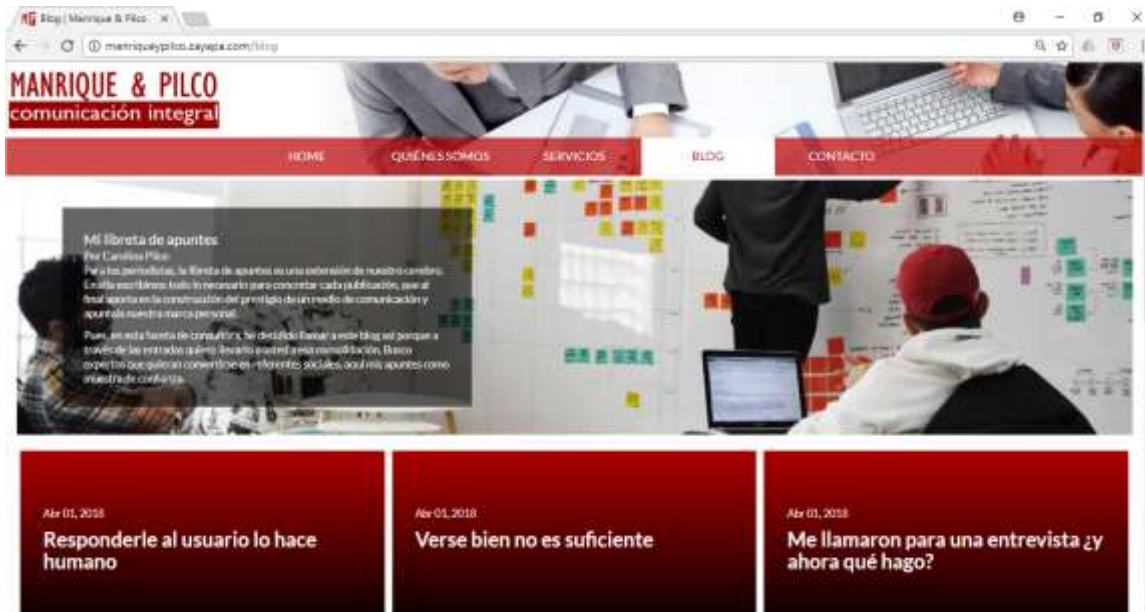 Blog | Manrique & Pilco
manriqueypilco.zayapa.com/blog
MANRIQUE & PILCO
comunicación integral
HOME QUIÉNES SOMOS SERVICIOS BLOG CONTACTO
Mi libreta de apuntes
Por Carolina Pilco
Para los periodistas, la libreta de apuntes es una extensión de nuestro cerebro.
En ella escribimos todo lo necesario para concretar cada publicación, que al
final aporta en la construcción del prestigio de un medio de comunicación y
apuntala nuestra marca personal.
Pues, en esta faceta de consultora, he decidido llamar a este blog así porque a
través de las entradas quiero llevarlo a usted a esa consolidación. Busco
expertos que quieran convertirse en referentes sociales, aquí mis apuntes como
muestra de confianza.
Abr 01, 2018
Responderle al usuario lo hace
humano
Abr 01, 2018
Verse bien no es suficiente
Abr 01, 2018
Me llamaron para una entrevista ¿y
ahora qué hago?